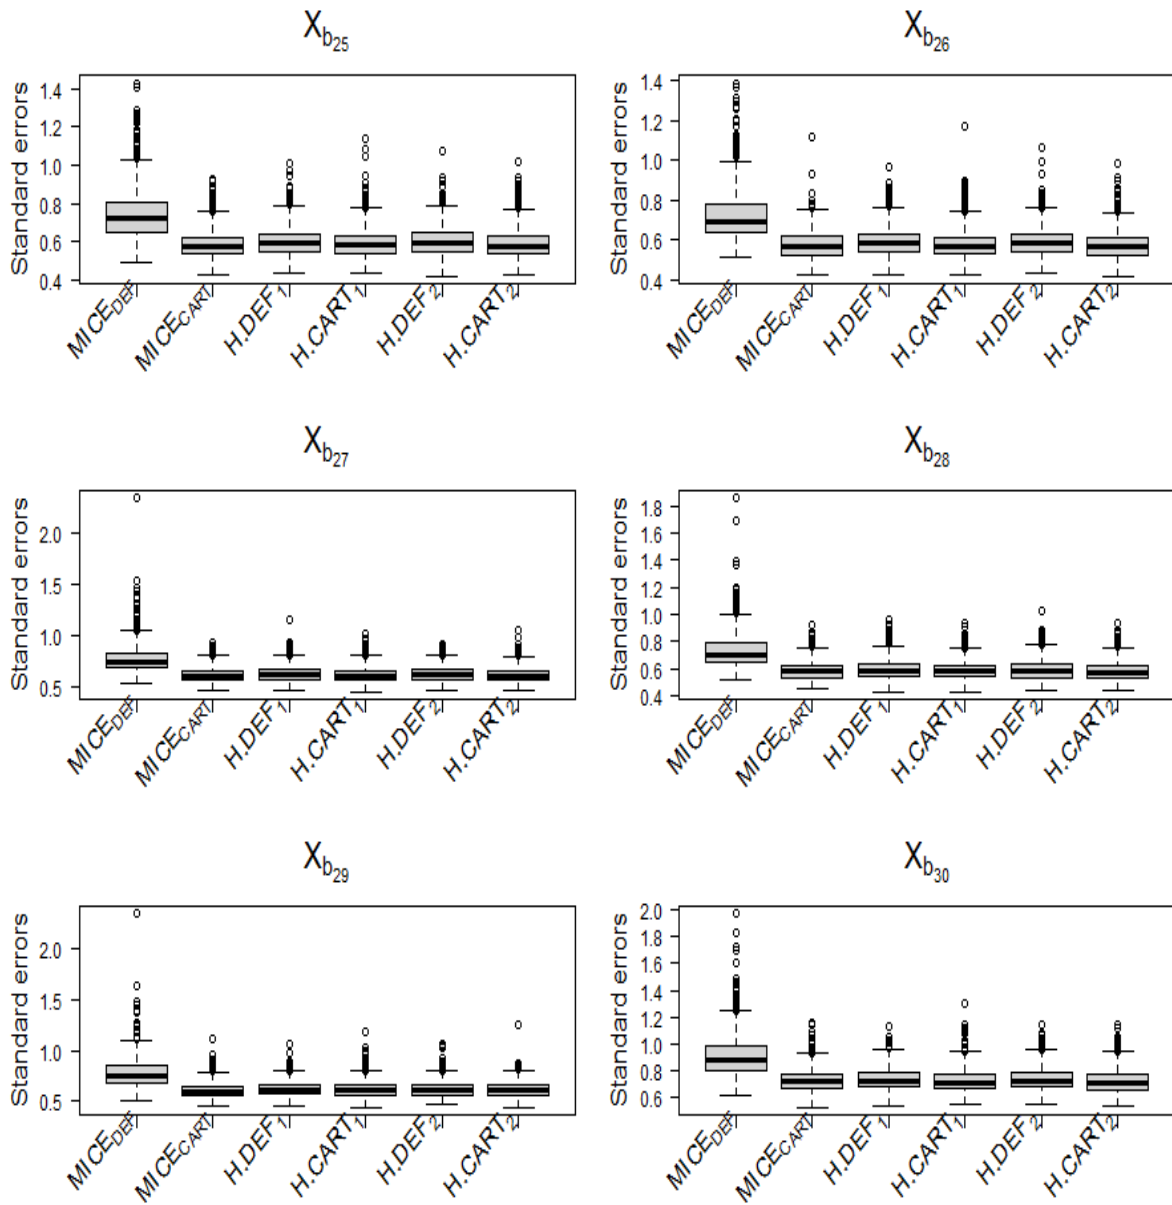 X_b25
Standard errors
1.4
1.2
1.0
0.8
0.6
0.4
MICE_DEF MICE_CART H.DEF_1 H.CART_1 H.DEF_2 H.CART_2
X_b26
Standard errors
1.4
1.2
1.0
0.8
0.6
0.4
MICE_DEF MICE_CART H.DEF_1 H.CART_1 H.DEF_2 H.CART_2
X_b27
Standard errors
2.0
1.5
1.0
0.5
MICE_DEF MICE_CART H.DEF_1 H.CART_1 H.DEF_2 H.CART_2
X_b28
Standard errors
1.8
1.6
1.4
1.2
1.0
0.8
0.6
0.4
MICE_DEF MICE_CART H.DEF_1 H.CART_1 H.DEF_2 H.CART_2
X_b29
Standard errors
2.0
1.5
1.0
0.5
MICE_DEF MICE_CART H.DEF_1 H.CART_1 H.DEF_2 H.CART_2
X_b30
Standard errors
2.0
1.8
1.6
1.4
1.2
1.0
0.8
0.6
MICE_DEF MICE_CART H.DEF_1 H.CART_1 H.DEF_2 H.CART_2